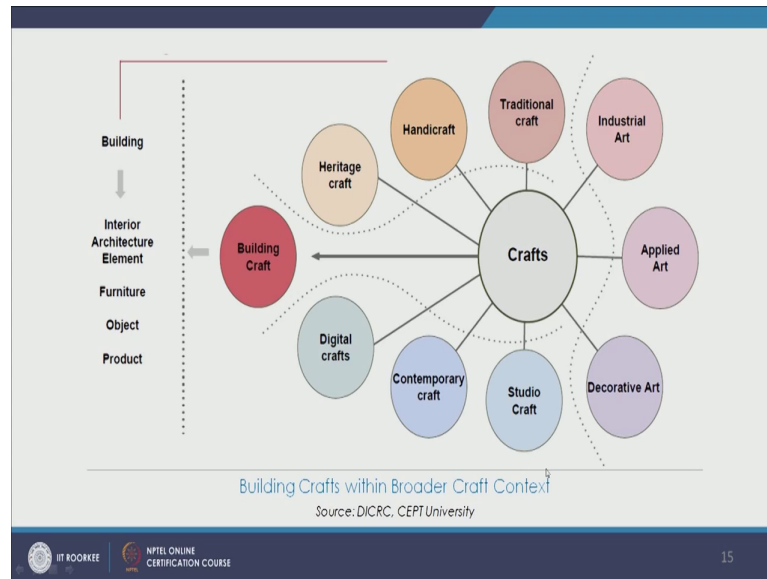 Building
Interior
Architecture
Element
Furniture
Object
Product
Building
Craft
Heritage
craft
Handicraft
Traditional
craft
Industrial
Art
Crafts
Applied
Art
Digital
crafts
Contemporary
craft
Studio
Craft
Decorative Art
Building Crafts within Broader Craft Context
Source: DICRC, CEPT University
IIT ROORKEE
NPTEL ONLINE
CERTIFICATION COURSE
15